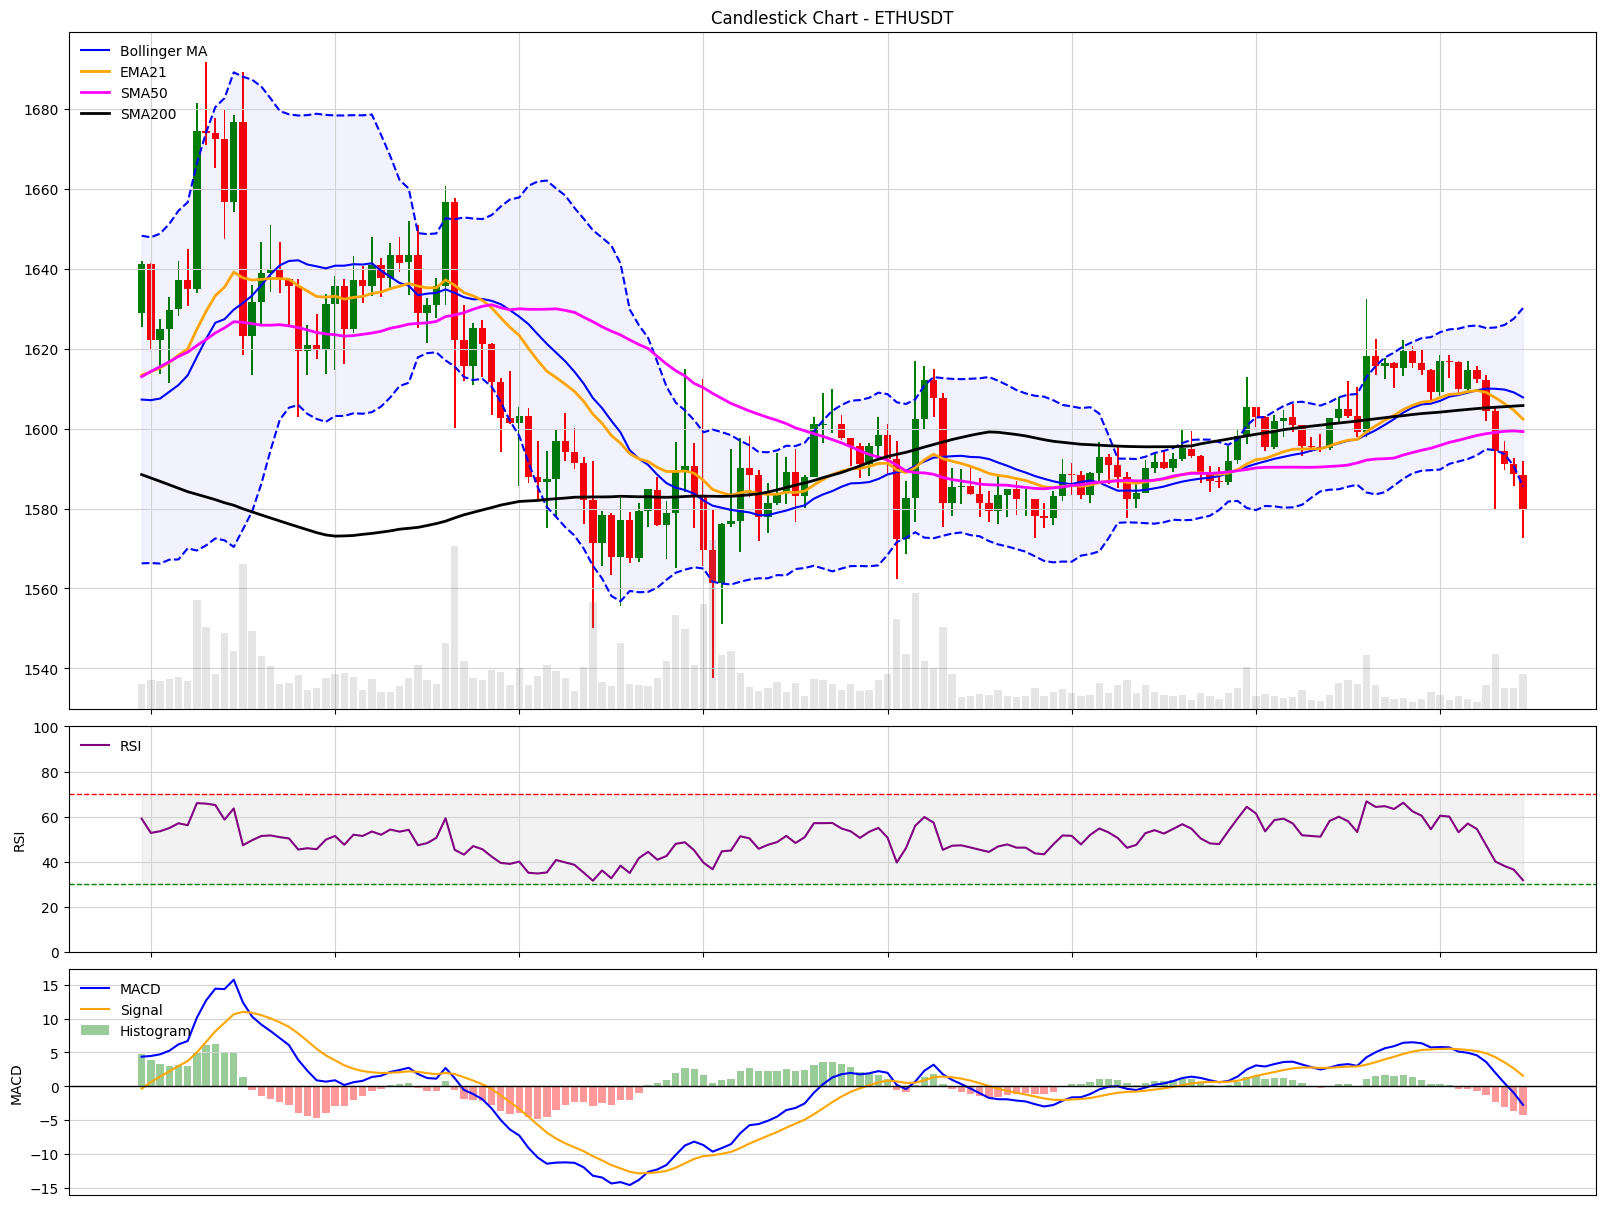 Candlestick Chart - ETHUSDT
Bollinger MA
EMA21
SMA50
SMA200
1680
1660
1640
1620
1600
1580
1560
1540
RSI
100
80
60
40
20
0
RSI
MACD
Signal
Histogram
15
10
5
0
−5
−10
−15
MACD